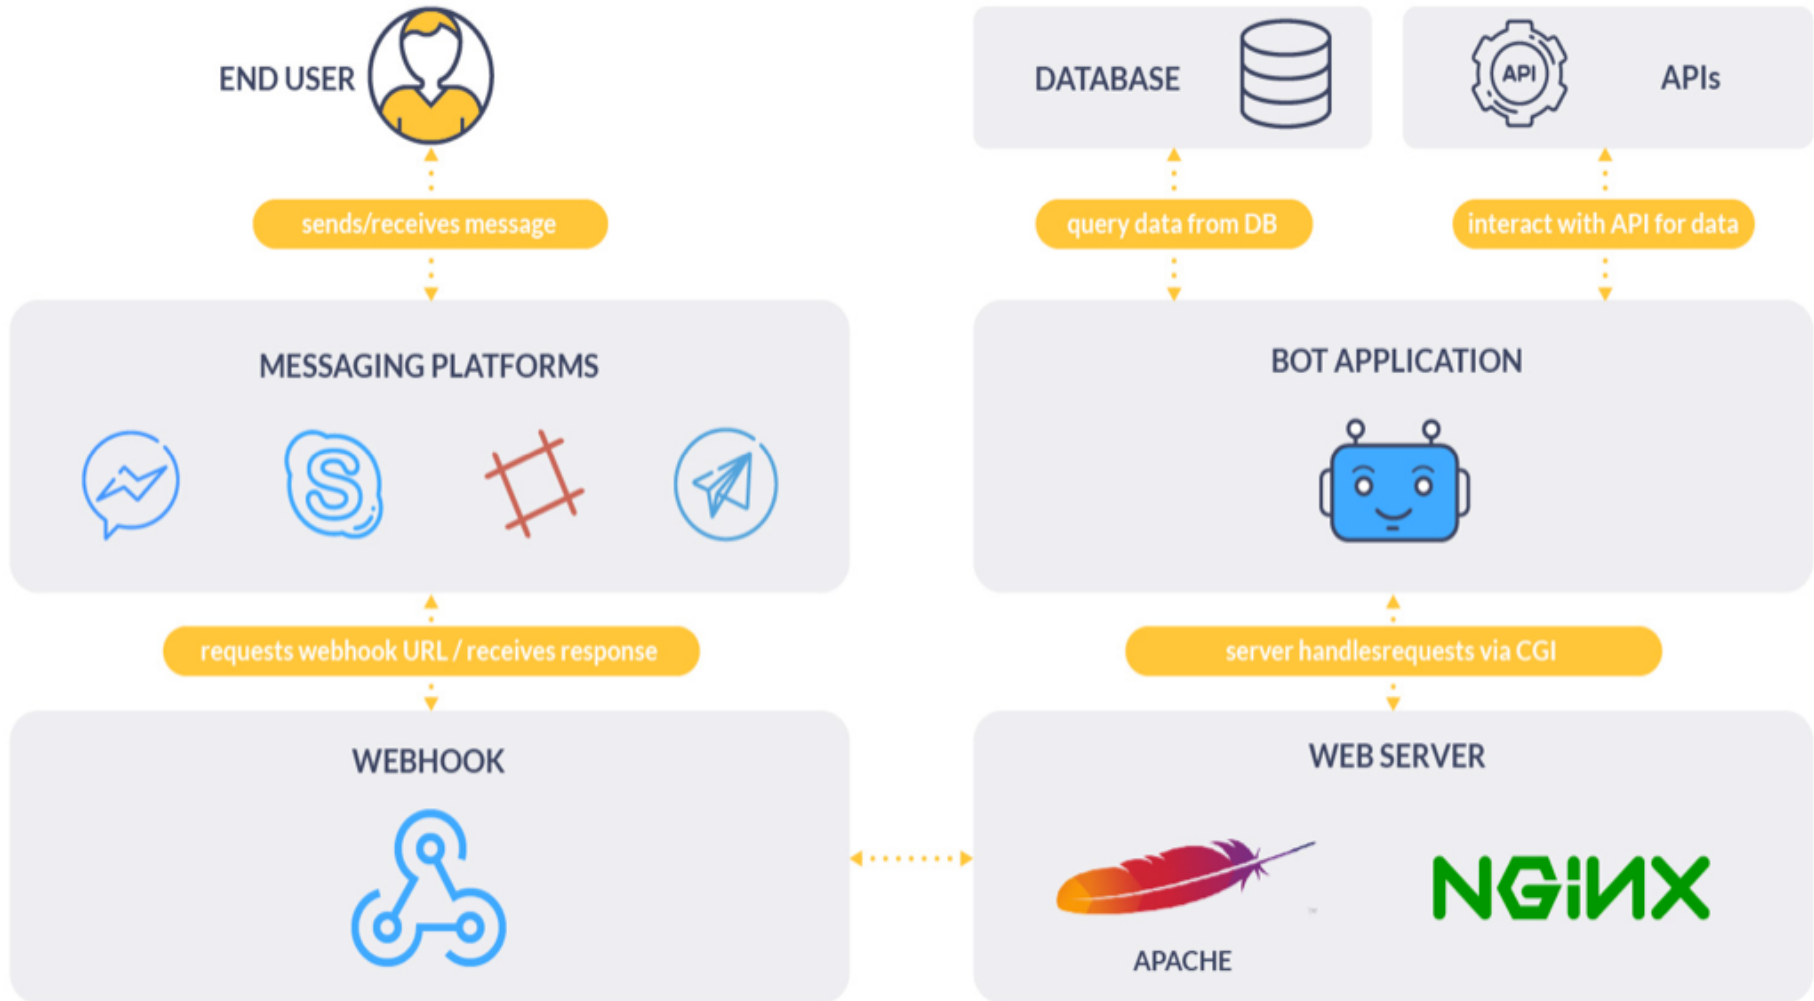 END USER
DATABASE
API
APIs
sends/receives message
query data from DB
interact with API for data
MESSAGING PLATFORMS
BOT APPLICATION
S
requests webhook URL / receives response
server handlesrequests via CGI
WEBHOOK
WEB SERVER
NGiNX
APACHE